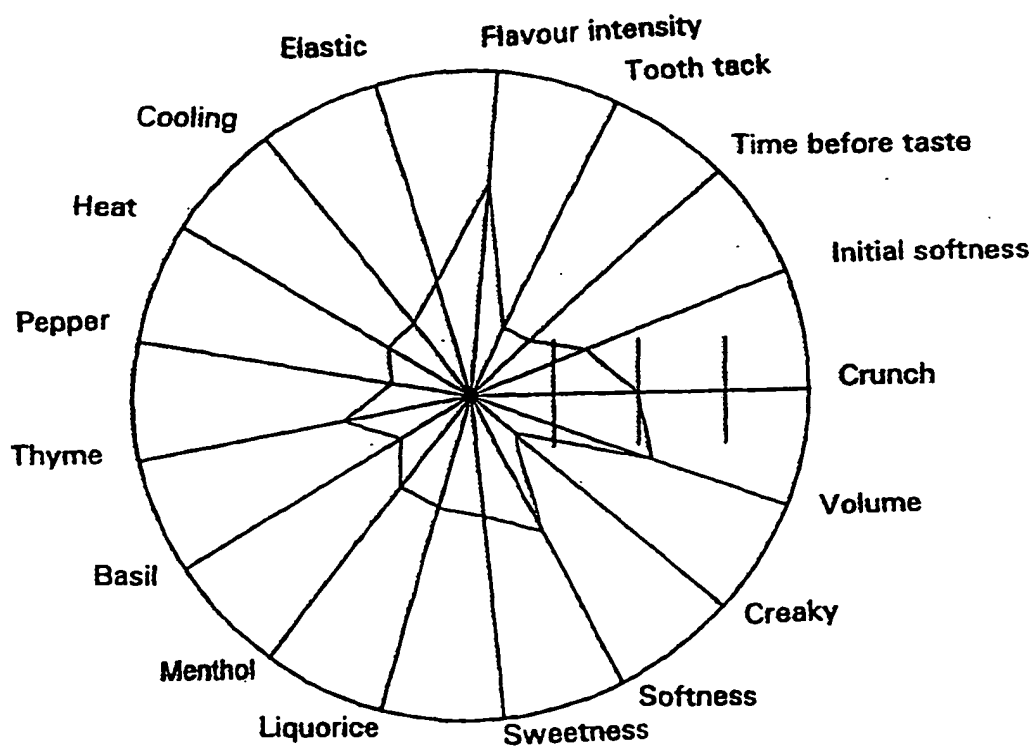 Flavour intensity
Tooth tack
Time before taste
Initial softness
Crunch
Volume
Creaky
Softness
Sweetness
Liquorice
Menthol
Basil
Thyme
Pepper
Heat
Cooling
Elastic